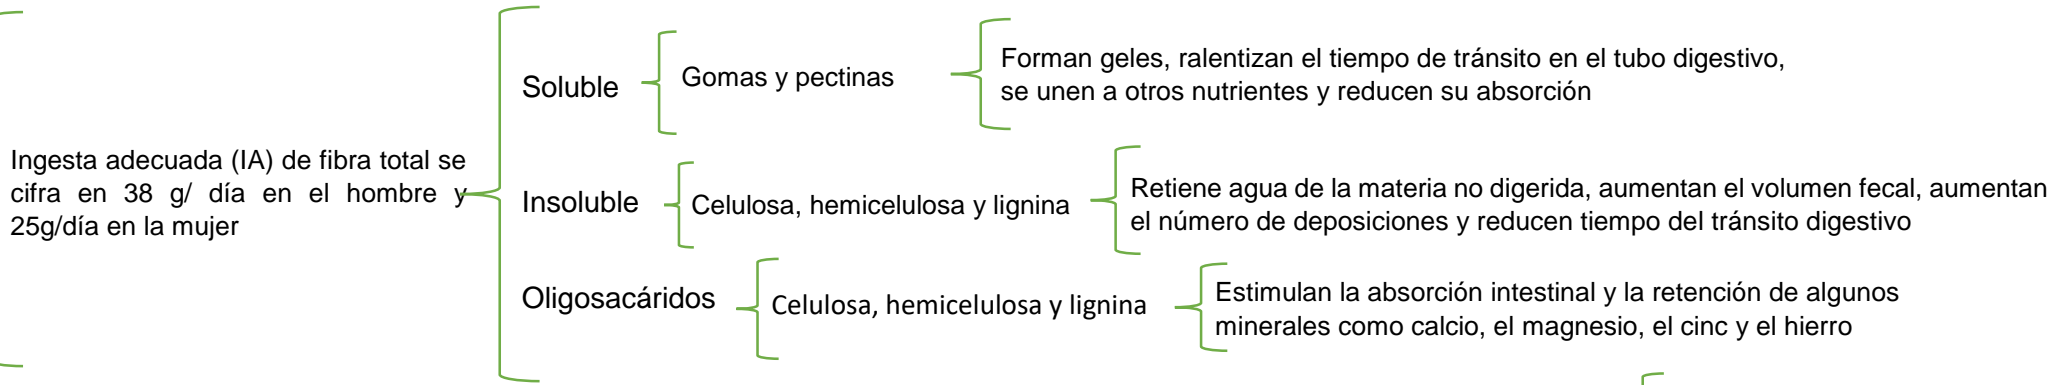 Ingesta adecuada (IA) de fibra total se
cifra en 38 g/ día en el hombre y
25g/día en la mujer
Soluble
Gomas y pectinas
Forman geles, ralentizan el tiempo de tránsito en el tubo digestivo,
se unen a otros nutrientes y reducen su absorción
Insoluble
Celulosa, hemicelulosa y lignina
Retiene agua de la materia no digerida, aumentan el volumen fecal, aumentan
el número de deposiciones y reducen tiempo del tránsito digestivo
Oligosacáridos
Celulosa, hemicelulosa y lignina
Estimulan la absorción intestinal y la retención de algunos
minerales como calcio, el magnesio, el cinc y el hierro